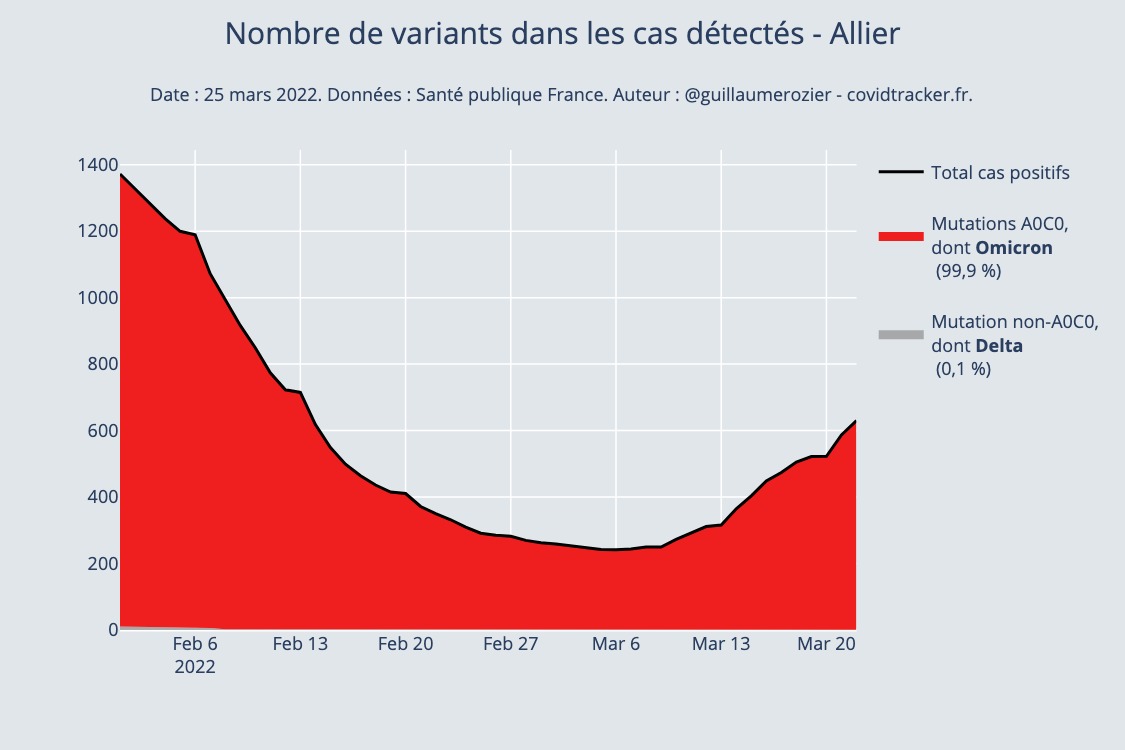 Nombre de variants dans les cas détectés - Allier
Date : 25 mars 2022. Données : Santé publique France. Auteur : @guillaumerozier - covidtracker.fr.
1400
1200
1000
800
600
400
200
0
Feb 6
2022
Feb 13
Feb 20
Feb 27
Mar 6
Mar 13
Mar 20
Total cas positifs
Mutations A0C0,
dont Omicron
(99,9 %)
Mutation non-A0C0,
dont Delta
(0,1 %)